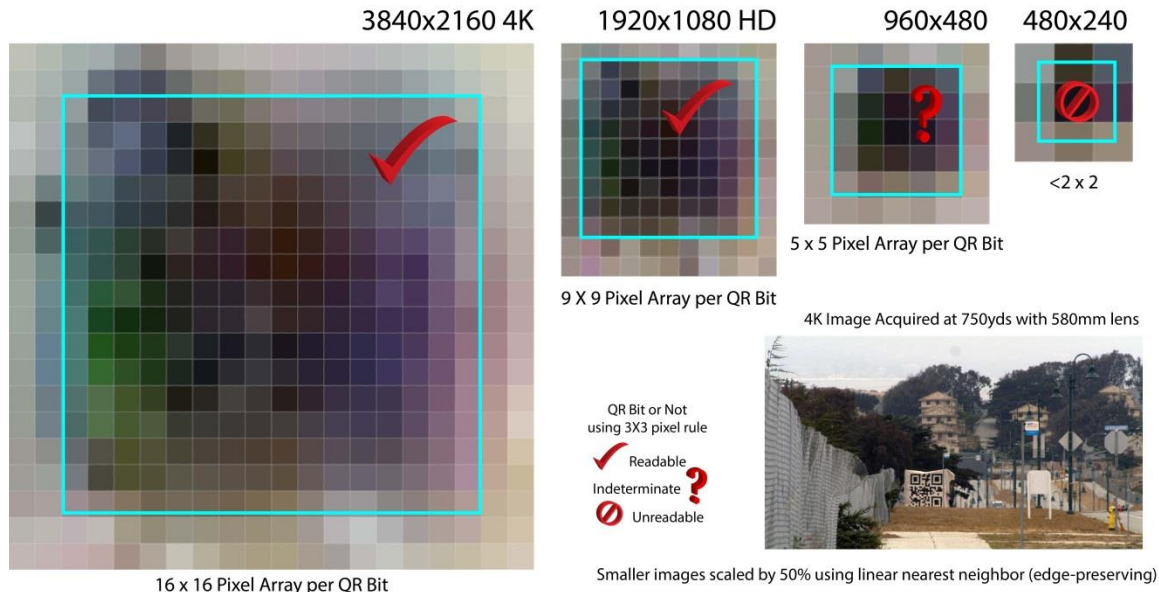 3840x2160 4K
1920x1080 HD
960x480
480x240
<2 x 2
5 x 5 Pixel Array per QR Bit
9 X 9 Pixel Array per QR Bit
4K Image Acquired at 750yds with 580mm lens
QR Bit or Not
using 3X3 pixel rule
Readable
Indeterminate
Unreadable
16 x 16 Pixel Array per QR Bit
Smaller images scaled by 50% using linear nearest neighbor (edge-preserving)